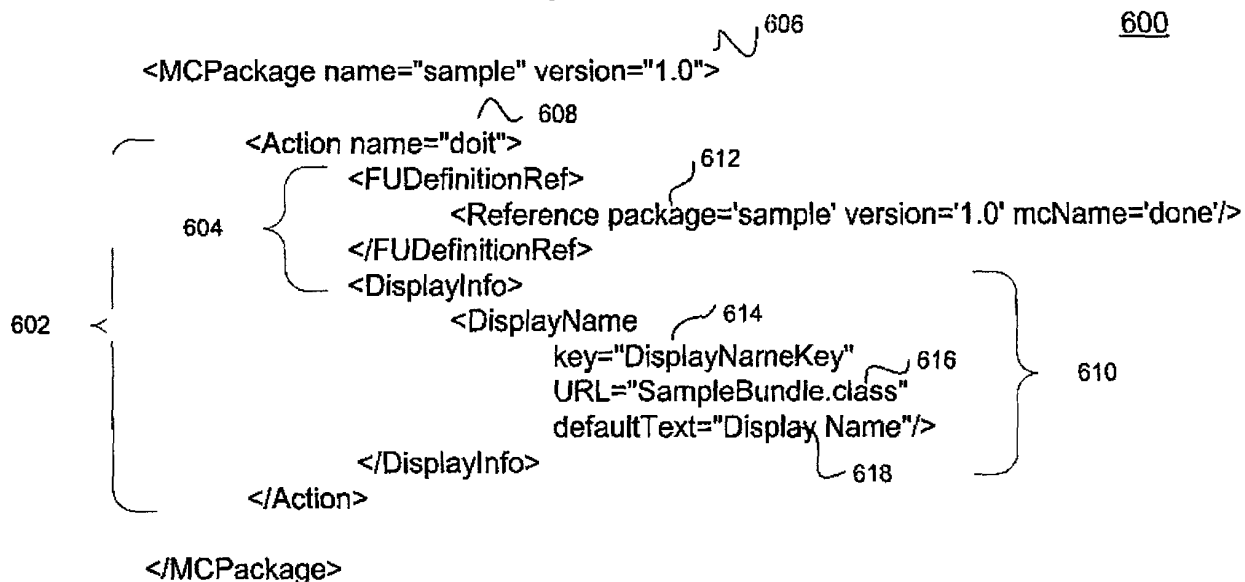 606
600
<MCPackage name="sample" version="1.0">
608
<Action name="doit">
<FUDefinitionRef>
612
<Reference package='sample' version='1.0' mcName='done'/>
604
</FUDefinitionRef>
<DisplayInfo>
602
<DisplayName
614
key="DisplayNameKey"
616
URL="SampleBundle.class"
610
defaultText="Display Name"/>
</DisplayInfo>
618
</Action>
</MCPackage>